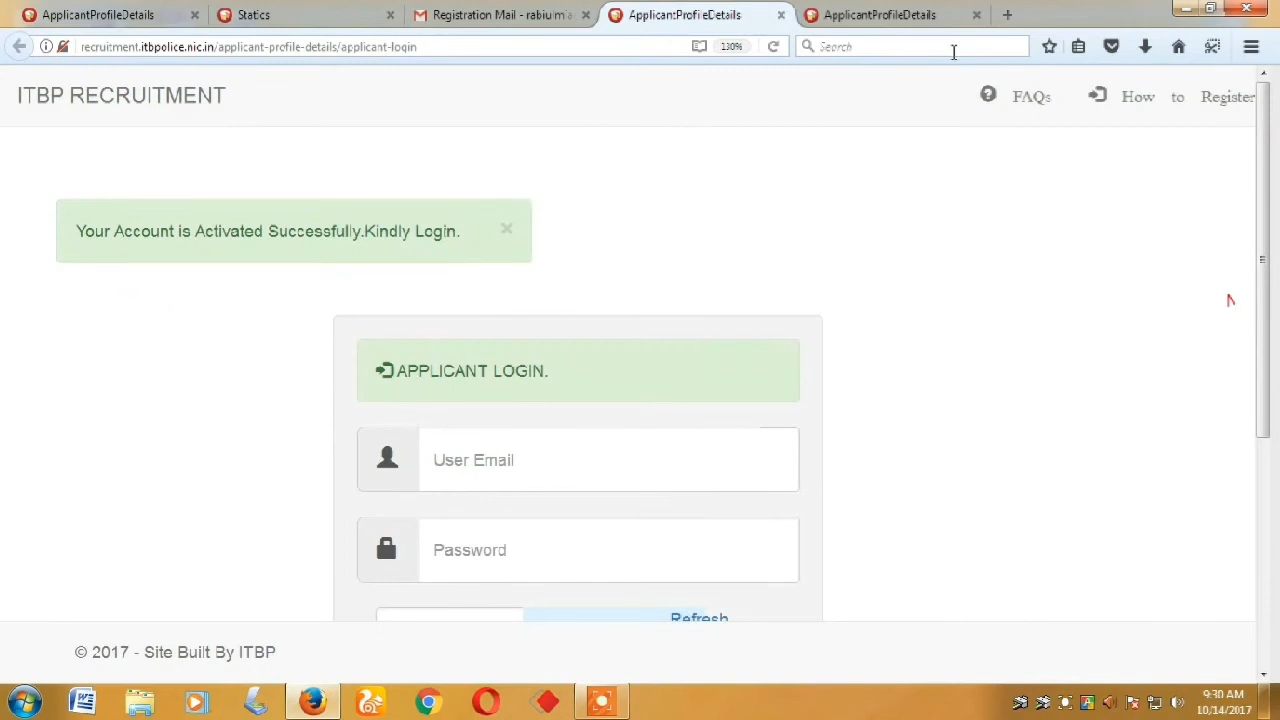 ApplicantProfileDetails
Statics
Registration Mail - rabiulm
ApplicantProfileDetails
ApplicantProfileDetails
recruitment.itbpolice.nic.in/applicant-profile-details/applicant-login
130%
Search
ITBP RECRUITMENT
FAQs
How to Register
Your Account is Activated Successfully.Kindly Login.
N
APPLICANT LOGIN.
User Email
Password
Refresh
© 2017 - Site Built By ITBP
9:30 AM
10/14/2017